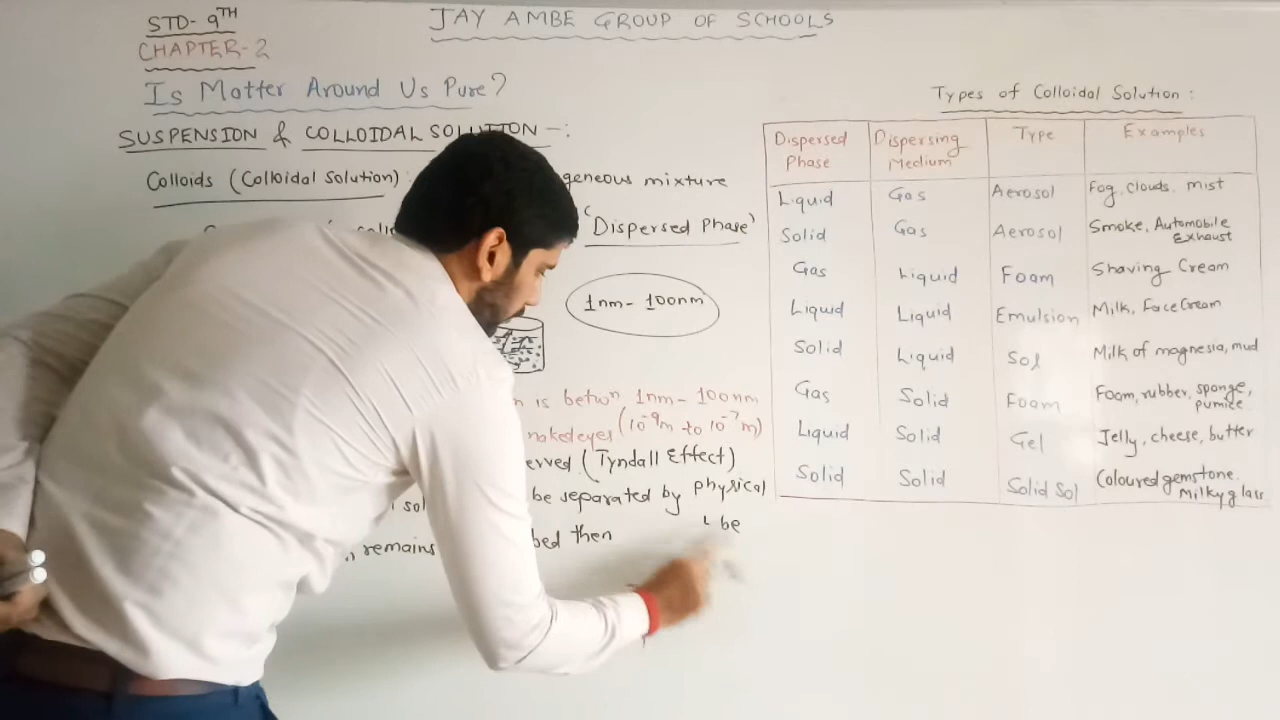 STD- 9TH
JAY AMBE GROUP OF SCHOOLS
CHAPTER-2
Is Matter Around Us Pure?
SUSPENSION & COLLOIDAL SOLUTION -:
Colloids (Colloidal Solution) geneous mixture
'Dispersed Phase'
1nm - 100nm
n is betwn 1nm - 100nm
naked eyes (10-9m to 10-7m)
erved (Tyndall Effect)
sol be separated by physical
remains bed then be
Types of Colloidal Solution :
Dispersed Phase Dispersing Medium Type Examples
Liquid Gas Aerosol Fog, clouds, mist
Solid Gas Aerosol Smoke, Automobile Exhaust
Gas Liquid Foam Shaving Cream
Liquid Liquid Emulsion Milk, Face Cream
Solid Liquid Sol Milk of magnesia, mud
Gas Solid Foam Foam, rubber, sponge, pumice
Liquid Solid Gel Jelly, cheese, butter
Solid Solid Solid Sol Coloured gemstone. Milky glass